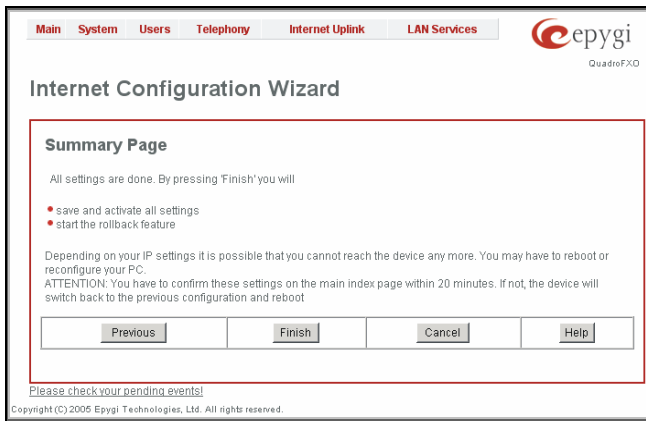 Main System Users Telephony Internet Uplink LAN Services
epygi
QuadroFXO
Internet Configuration Wizard
Summary Page
All settings are done. By pressing 'Finish' you will
save and activate all settings
start the rollback feature
Depending on your IP settings it is possible that you cannot reach the device any more. You may have to reboot or
reconfigure your PC.
ATTENTION: You have to confirm these settings on the main index page within 20 minutes. If not, the device will
switch back to the previous configuration and reboot
Previous Finish Cancel Help
Please check your pending events!
Copyright (C) 2005 Epygi Technologies, Ltd. All rights reserved.